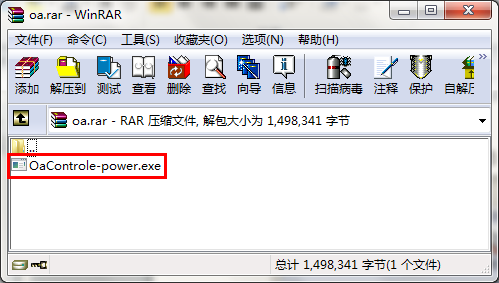 oa.rar - WinRAR
文件(F) 命令(C) 工具(S) 收藏夹(O) 选项(N) 帮助(H)
添加 解压到 测试 查看 删除 查找 向导 信息 扫描病毒 注释 保护 自解压
oa.rar - RAR 压缩文件, 解包大小为 1,498,341 字节
..
OaControle-power.exe
总计 1,498,341 字节(1 个文件)